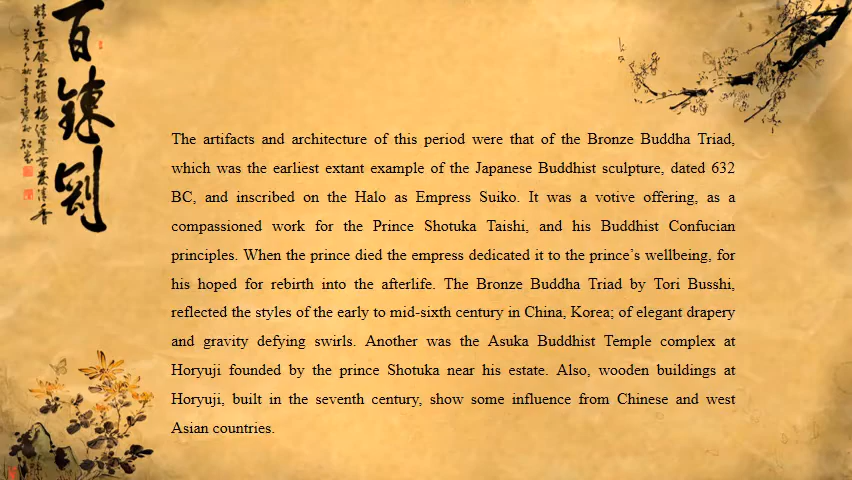 百鍊剛
The artifacts and architecture of this period were that of the Bronze Buddha Triad,
which was the earliest extant example of the Japanese Buddhist sculpture, dated 632
BC, and inscribed on the Halo as Empress Suiko. It was a votive offering, as a
compassioned work for the Prince Shotuka Taishi, and his Buddhist Confucian
principles. When the prince died the empress dedicated it to the prince’s wellbeing, for
his hoped for rebirth into the afterlife. The Bronze Buddha Triad by Tori Busshi,
reflected the styles of the early to mid-sixth century in China, Korea; of elegant drapery
and gravity defying swirls. Another was the Asuka Buddhist Temple complex at
Horyuji founded by the prince Shotuka near his estate. Also, wooden buildings at
Horyuji, built in the seventh century, show some influence from Chinese and west
Asian countries.